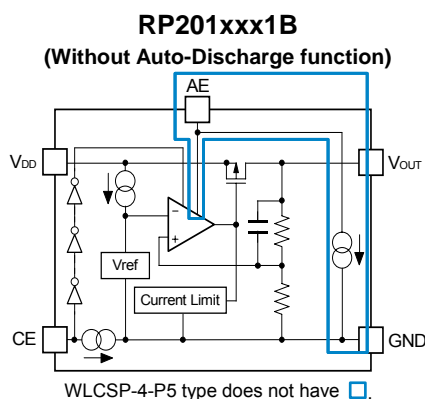 RP201xxx1B
(Without Auto-Discharge function)
AE
VDD
VOUT
−
+
Vref
Current Limit
CE
GND
WLCSP-4-P5 type does not have □.